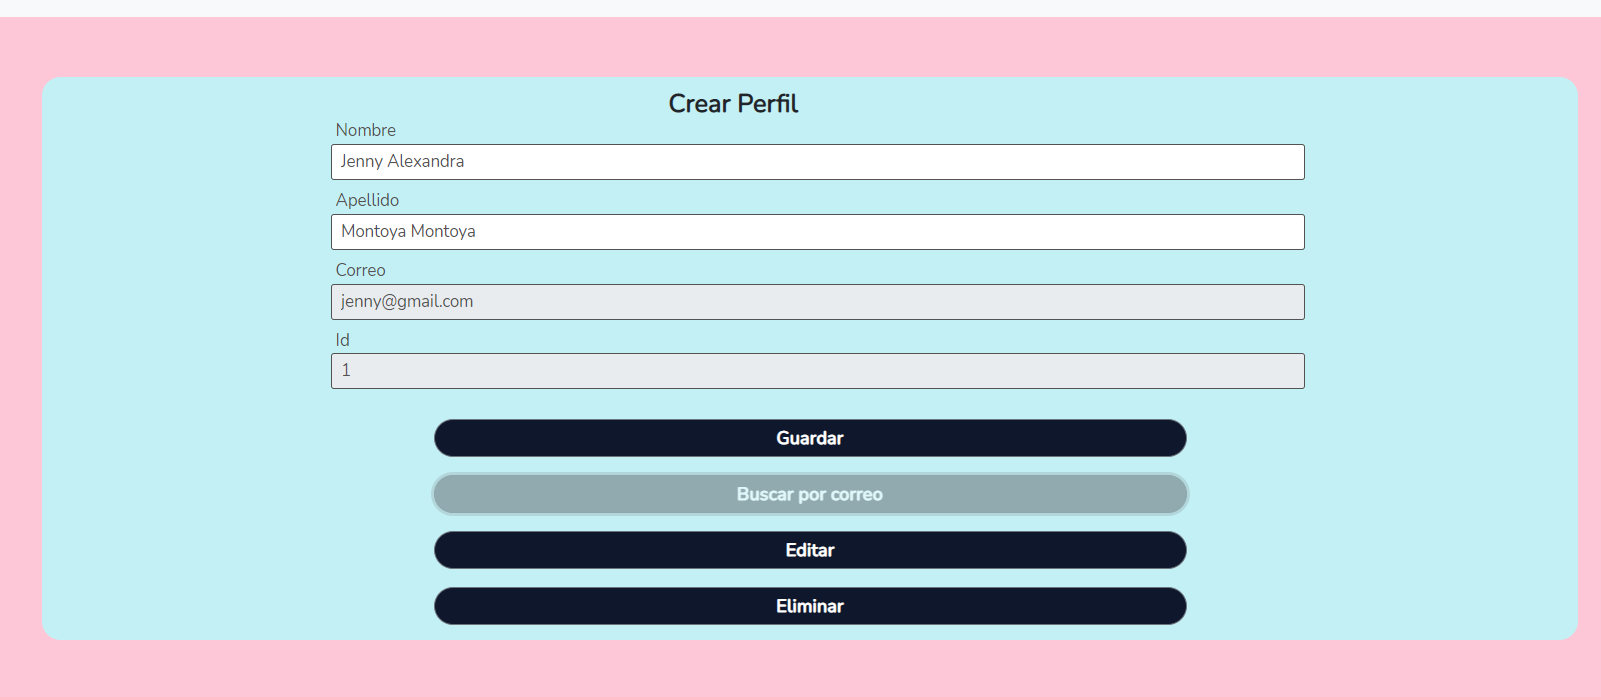 Crear Perfil
Nombre
Jenny Alexandra
Apellido
Montoya Montoya
Correo
jenny@gmail.com
Id
1
Guardar
Buscar por correo
Editar
Eliminar